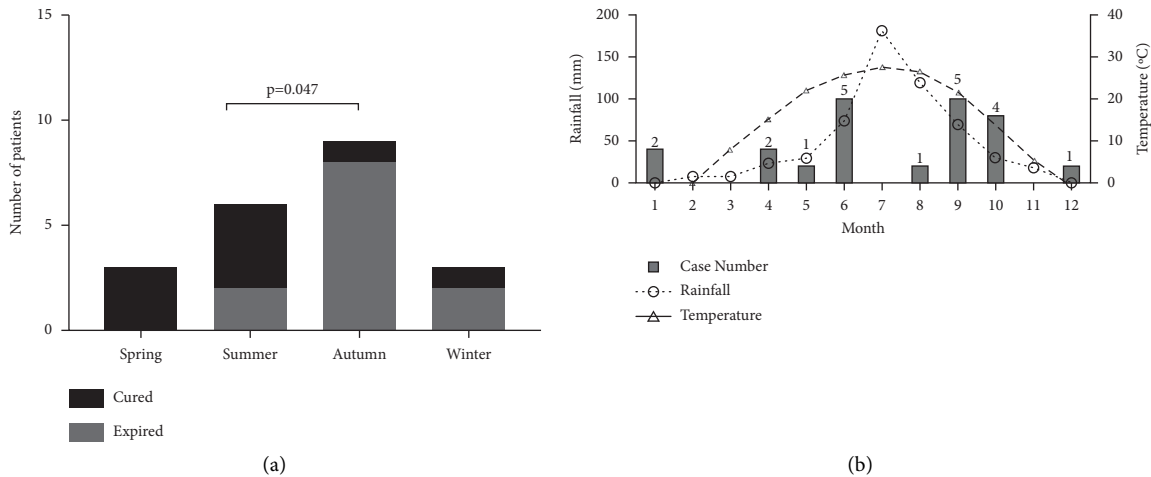 Number of patients
15
10
5
0
p=0.047
Spring Summer Autumn Winter
Cured
Expired
(a)
Rainfall (mm)
200
150
100
50
0
2 2 1 5 1 5 4 1
40
30
20
10
0
Temperature (°C)
1 2 3 4 5 6 7 8 9 10 11 12
Month
Case Number
Rainfall
Temperature
(b)